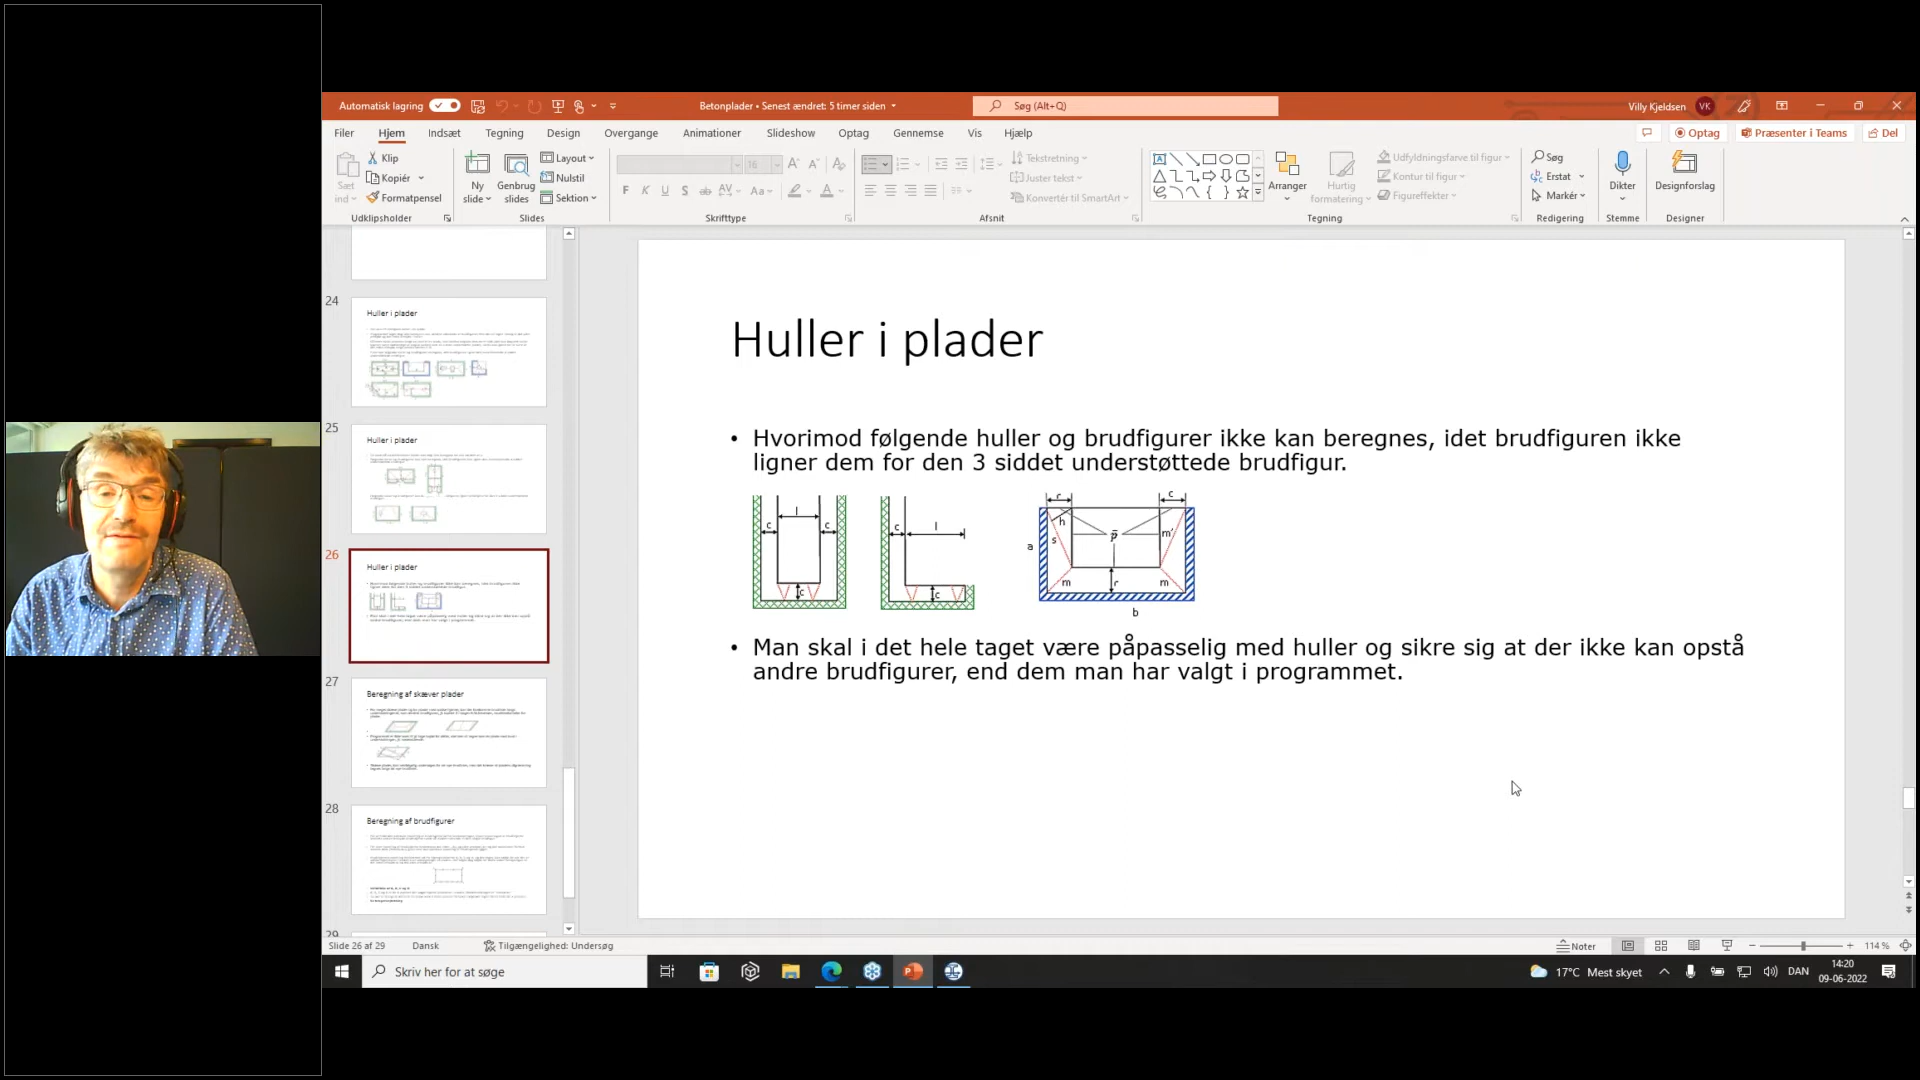 Automatisk lagring
Betonplader • Senest ændret: 5 timer siden
Søg (Alt+Q)
Villy Kjeldsen
VK
Filer Hjem Indsæt Tegning Design Overgange Animationer Slideshow Optag Gennemse Vis Hjælp
Optag
Præsenter i Teams
Del
Sæt ind
Klip
Kopiér
Formatpensel
Udklipsholder
Ny slide
Genbrug slides
Layout
Nulstil
Sektion
Slides
16
F K U S ab AV Aa A
Skrifttype
Tekstretning
Juster tekst
Konvertér til SmartArt
Afsnit
Arranger
Hurtig formatering
Udfyldningsfarve til figur
Kontur til figur
Figureffekter
Tegning
Søg
Erstat
Markér
Redigering
Dikter
Stemme
Designforslag
Designer
24
Huller i plader
25
Huller i plader
26
Huller i plader
27
Beregning af skæver plader
28
Beregning af brudfigurer
29
Huller i plader
• Hvorimod følgende huller og brudfigurer ikke kan beregnes, idet brudfiguren ikke
ligner dem for den 3 siddet understøttede brudfigur.
c l c c
c l c
c c h s p̄ m' a m c m b
• Man skal i det hele taget være påpasselig med huller og sikre sig at der ikke kan opstå
andre brudfigurer, end dem man har valgt i programmet.
Slide 26 af 29
Dansk
Tilgængelighed: Undersøg
Noter
114 %
Skriv her for at søge
17°C Mest skyet
DAN
14:20
09-06-2022